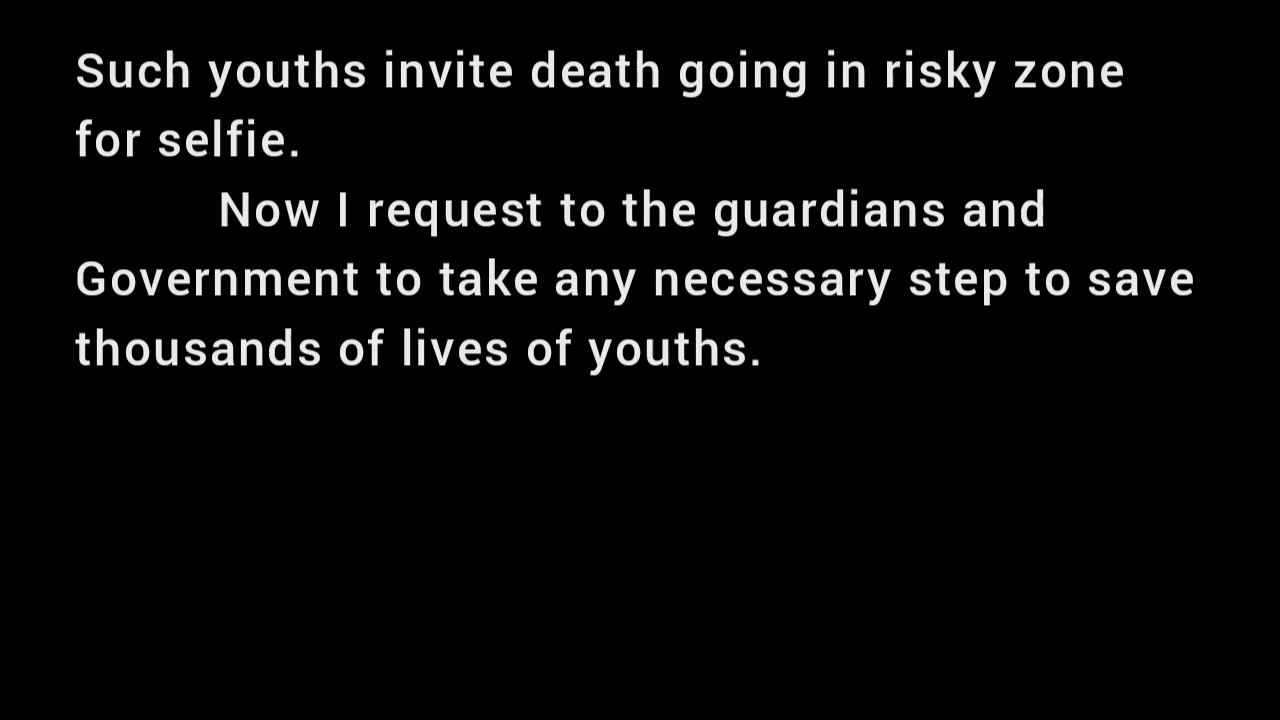 Such youths invite death going in risky zone
for selfie.
Now I request to the guardians and
Government to take any necessary step to save
thousands of lives of youths.